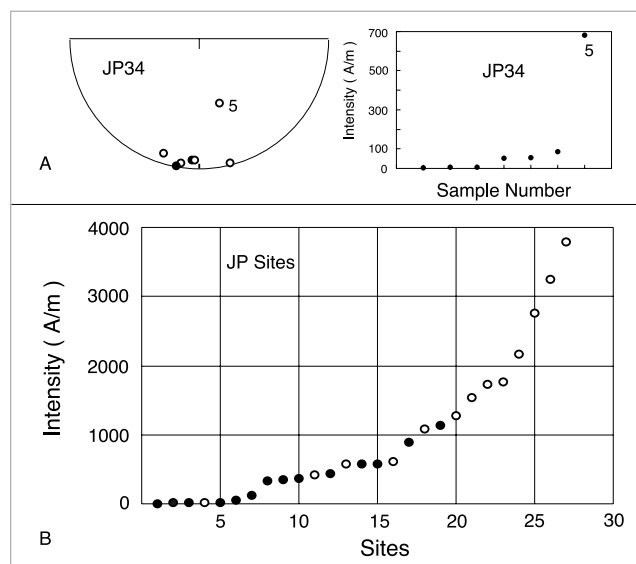 JP34
5
A
Intensity ( A/m )
700
500
300
100
0
JP34
5
Sample Number
Intensity ( A/m )
4000
3000
2000
1000
0
JP Sites
5 10 15 20 25 30
B
Sites